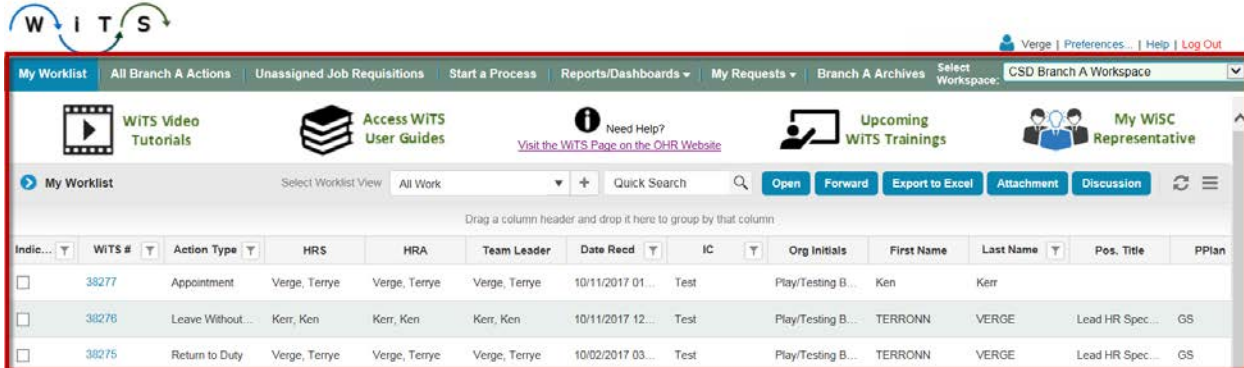 WiTS
Verge | Preferences... | Help | Log Out
My Worklist All Branch A Actions Unassigned Job Requisitions Start a Process Reports/Dashboards My Requests Branch A Archives Select Workspace: CSD Branch A Workspace
WiTS Video Tutorials
Access WiTS User Guides
Need Help?
Visit the WiTS Page on the OHR Website
Upcoming WiTS Trainings
My WiSC Representative
My Worklist Select Worklist View All Work + Quick Search Open Forward Export to Excel Attachment Discussion
Drag a column header and drop it here to group by that column
Indic... WiTS # Action Type HRS HRA Team Leader Date Recd IC Org Initials First Name Last Name Pos. Title PPlan
38277 Appointment Verge, Terrye Verge, Terrye Verge, Terrye 10/11/2017 01... Test Play/Testing B... Ken Kerr
38276 Leave Without... Kerr, Ken Kerr, Ken Kerr, Ken 10/11/2017 12... Test Play/Testing B... TERRONN VERGE Lead HR Spec... GS
38275 Return to Duty Verge, Terrye Verge, Terrye Verge, Terrye 10/02/2017 03... Test Play/Testing B... TERRONN VERGE Lead HR Spec... GS